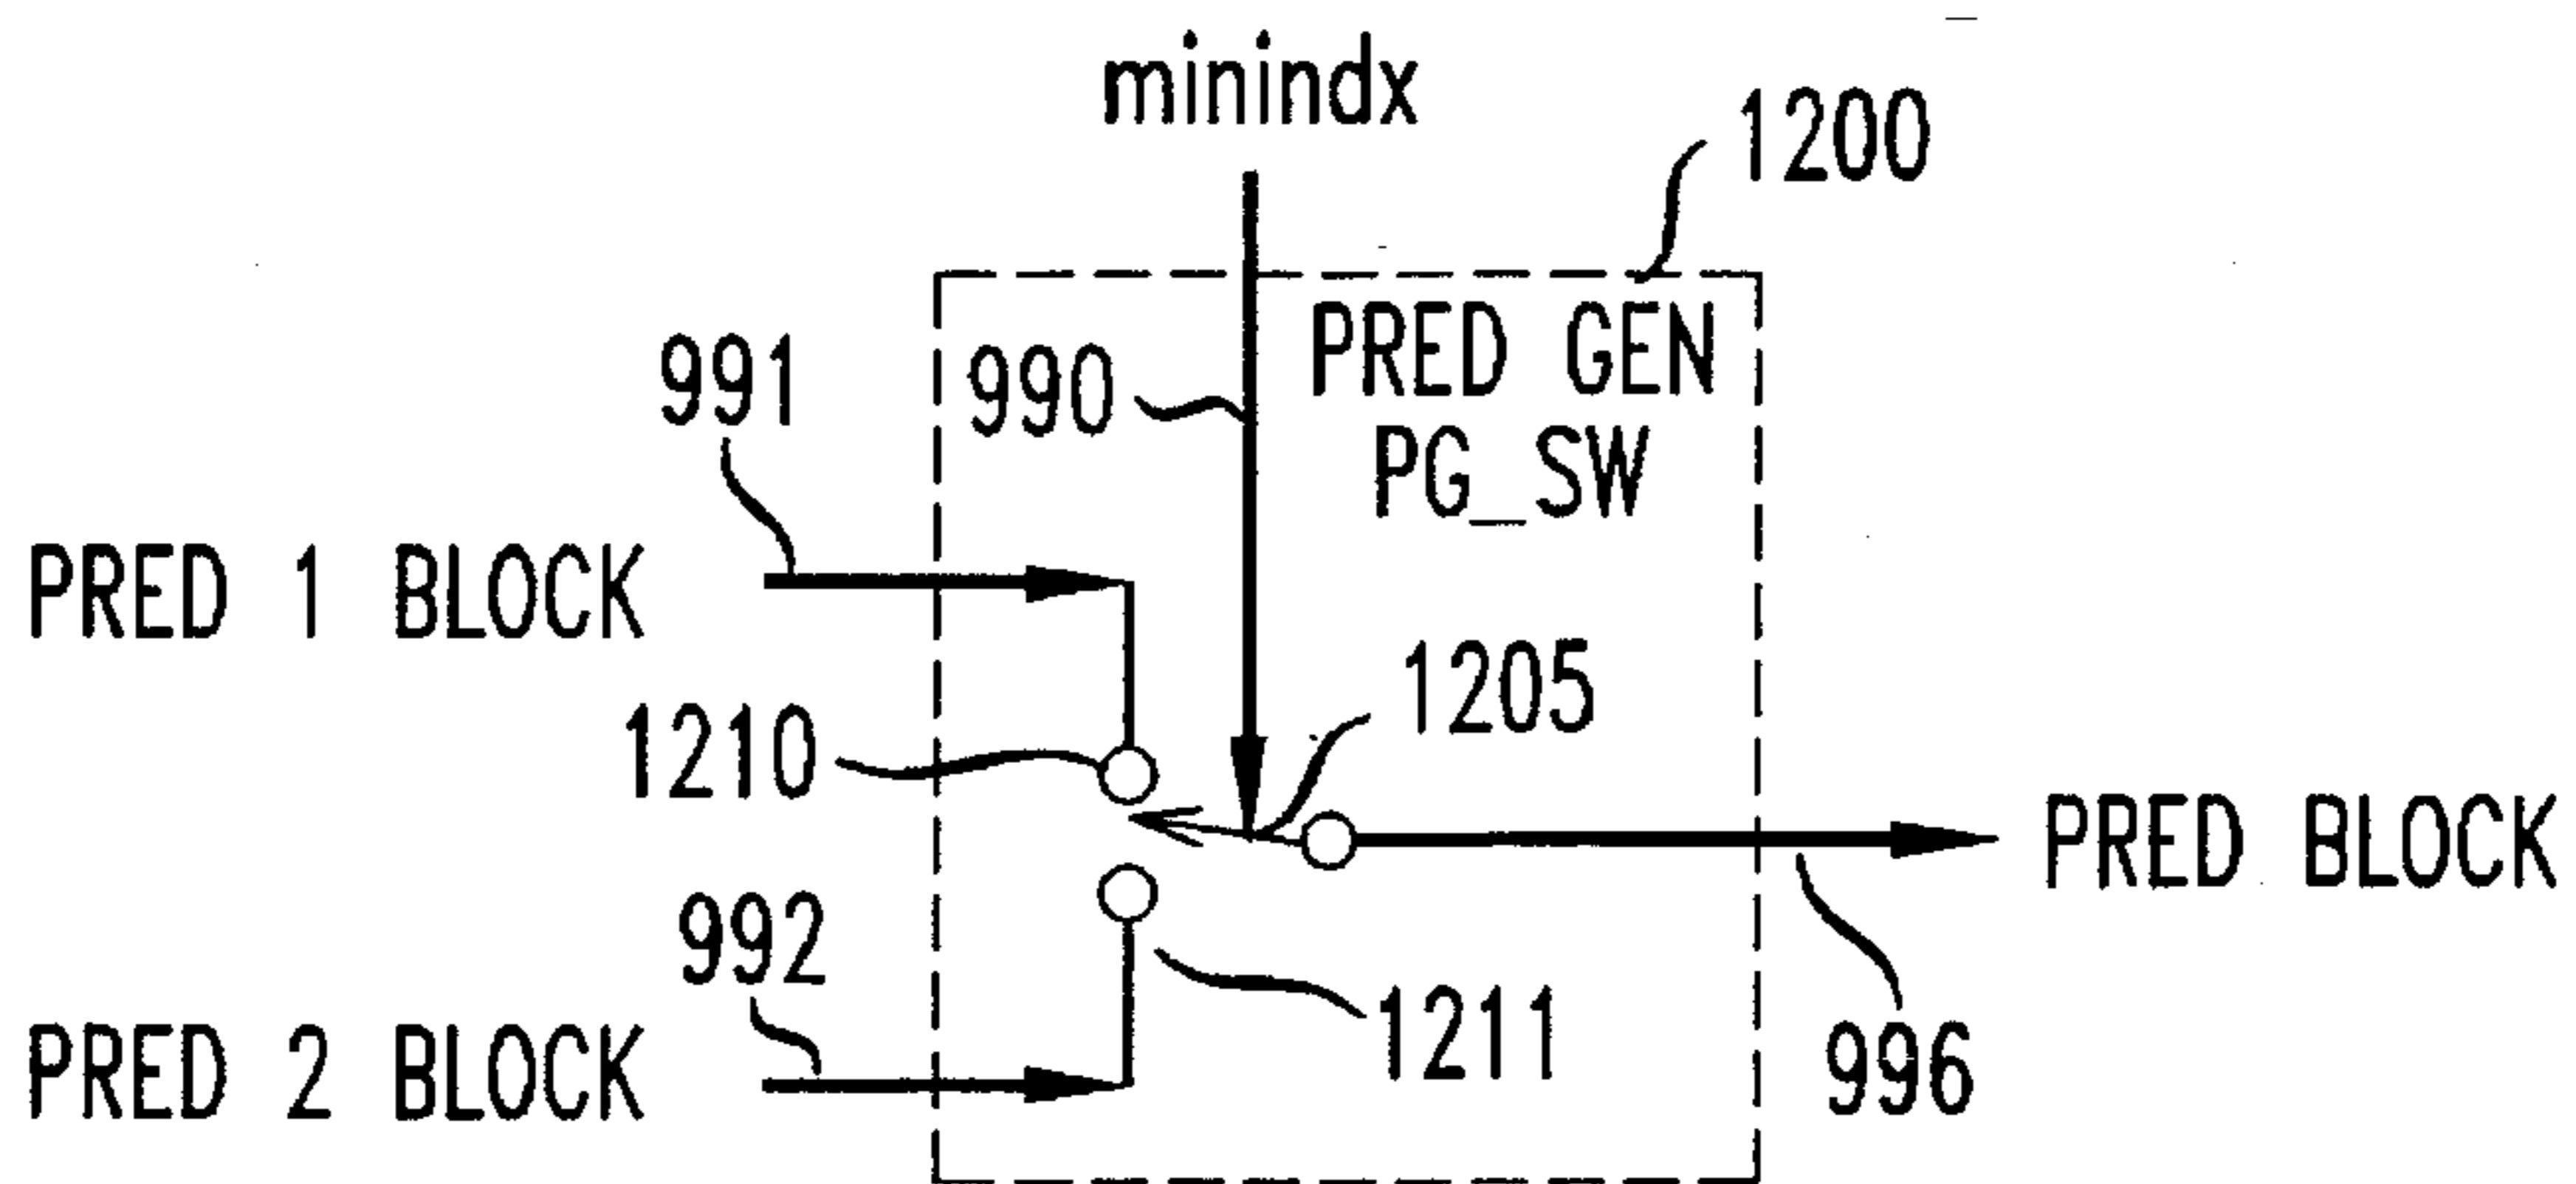 minindx
1200
PRED GEN
PG_SW
991
990
PRED 1 BLOCK
1205
1210
PRED BLOCK
992
1211
996
PRED 2 BLOCK